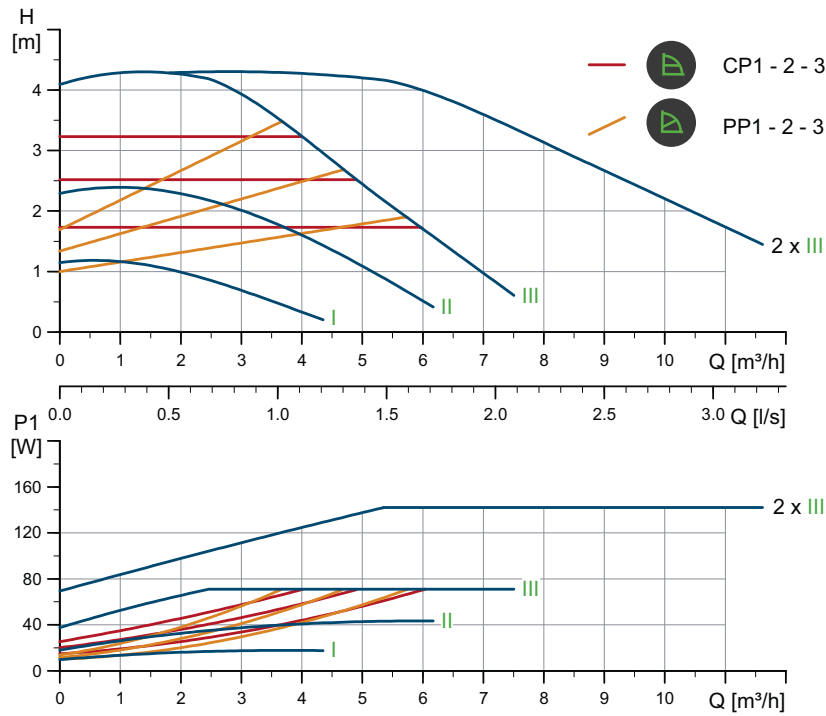 H
[m]
CP1 - 2 - 3
PP1 - 2 - 3
4
3
2
1
0
2 x III
III
II
I
0 1 2 3 4 5 6 7 8 9 10 Q [m³/h]
0.0 0.5 1.0 1.5 2.0 2.5 3.0 Q [l/s]
P1
[W]
160
120
80
40
0
2 x III
III
II
I
0 1 2 3 4 5 6 7 8 9 10 Q [m³/h]